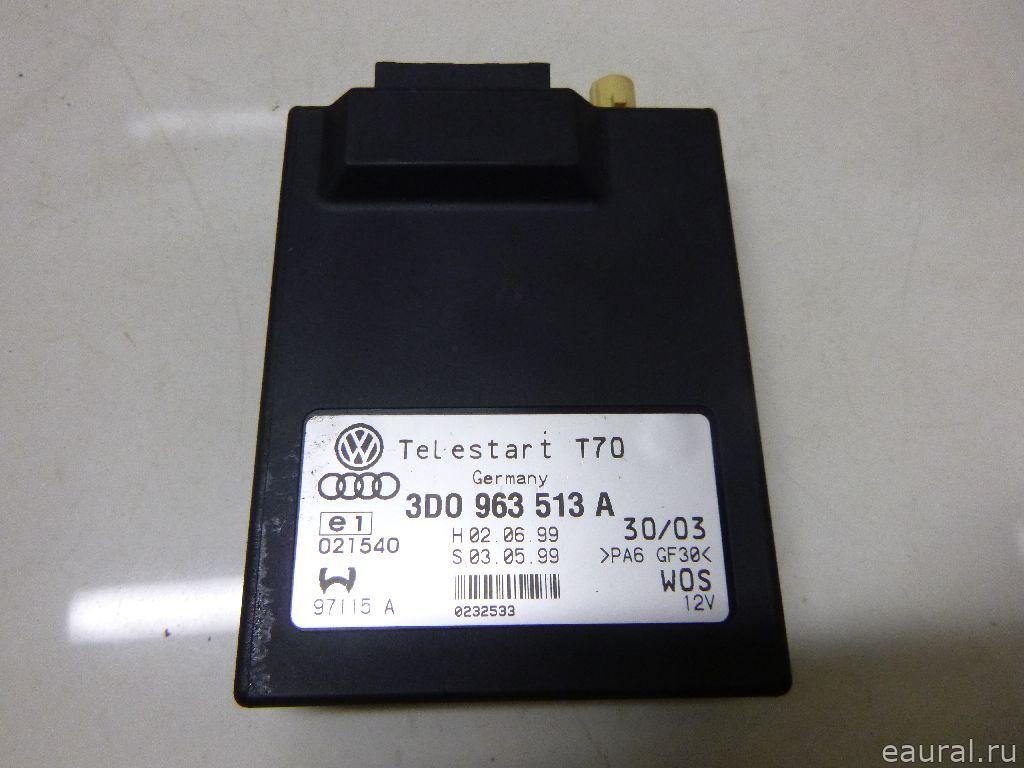 Telestart T70
Germany
3D0 963 513 A
e1
021540
H 02.06.99
S 03.05.99
30/03
>PA6 GF30<
WOS
12V
97115 A
0232533
eaural.ru